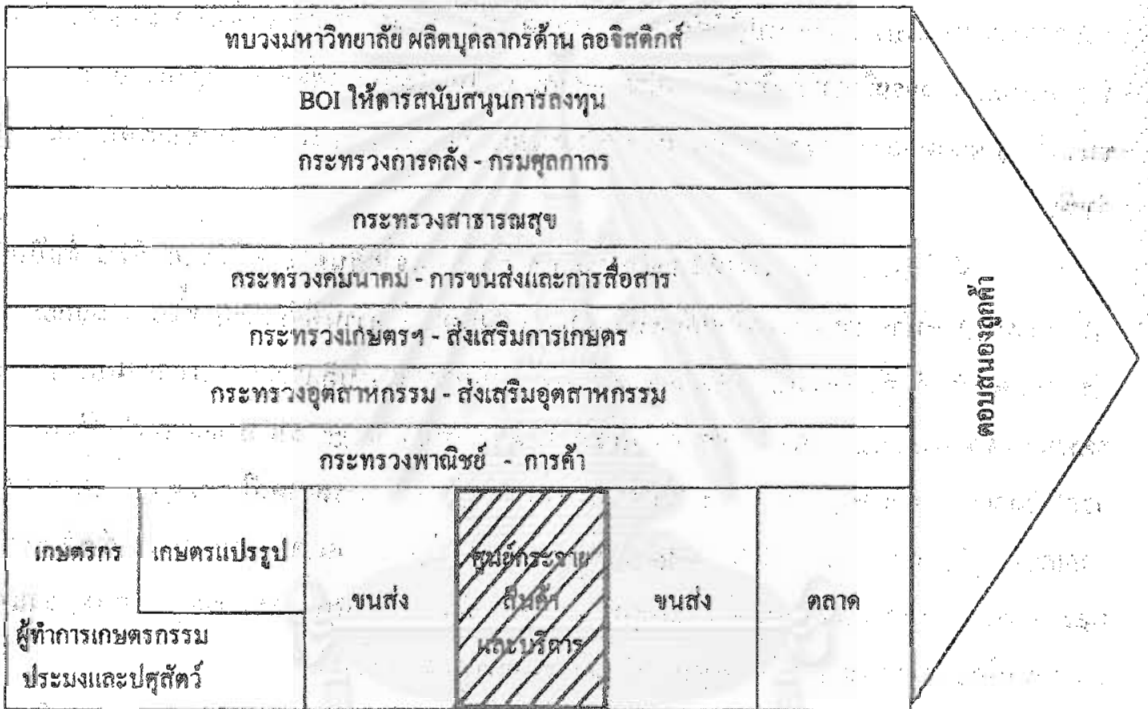 ทบวงมหาวิทยาลัย ผลิตบุคลากรด้าน ลอจิสติกส์
BOI ให้การสนับสนุนการลงทุน
กระทรวงการคลัง - กรมศุลกากร
กระทรวงสาธารณสุข
กระทรวงคมนาคม - การขนส่งและการสื่อสาร
กระทรวงเกษตรฯ - ส่งเสริมการเกษตร
กระทรวงอุตสาหกรรม - ส่งเสริมอุตสาหกรรม
กระทรวงพาณิชย์ - การค้า
เกษตรกร
เกษตรแปรรูป
ผู้ทำการเกษตรกรรม
ประมงและปศุสัตว์
ขนส่ง
ศูนย์กระจาย
สินค้า
และบริการ
ขนส่ง
ตลาด
ตอบสนองลูกค้า